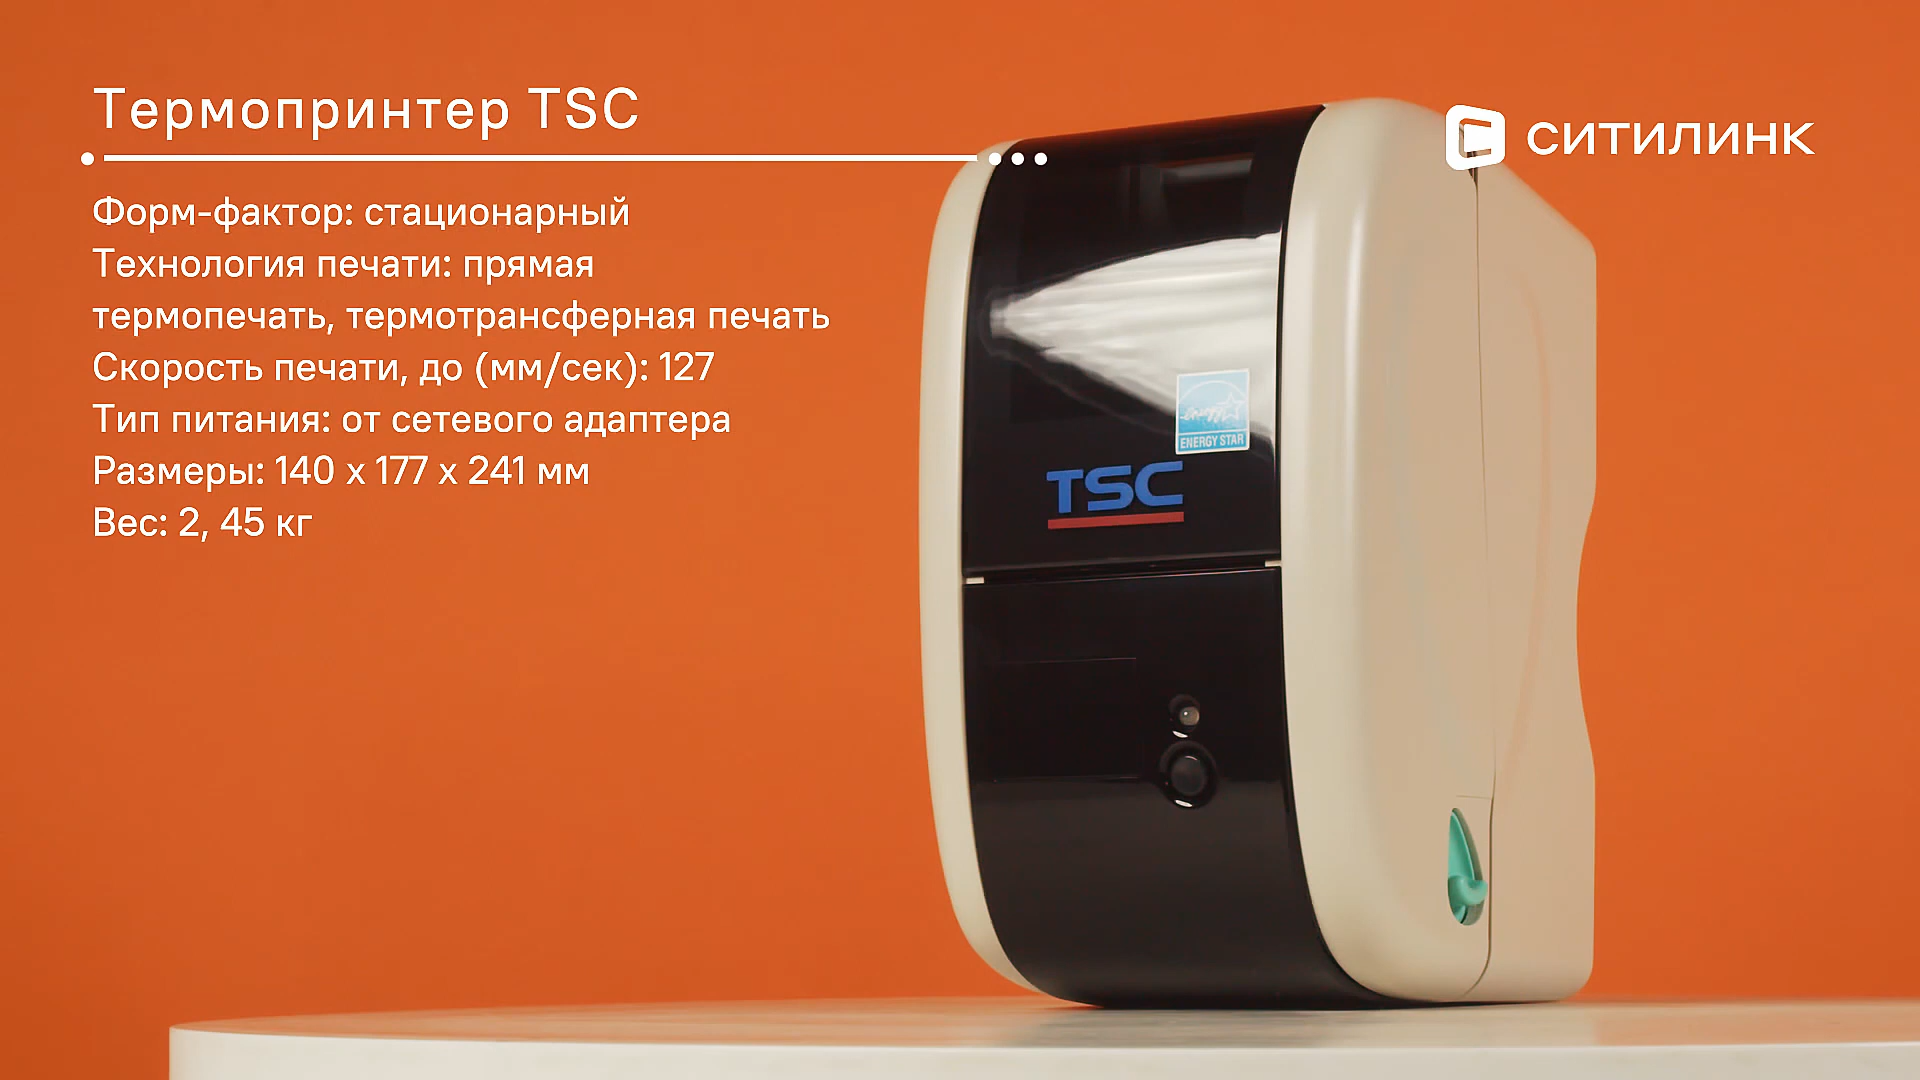 Термопринтер TSC
СИТИЛИНК
Форм-фактор: стационарный
Технология печати: прямая
термопечать, термотрансферная печать
Скорость печати, до (мм/сек): 127
Тип питания: от сетевого адаптера
Размеры: 140 х 177 х 241 мм
Вес: 2, 45 кг
energy
ENERGY STAR
TSC